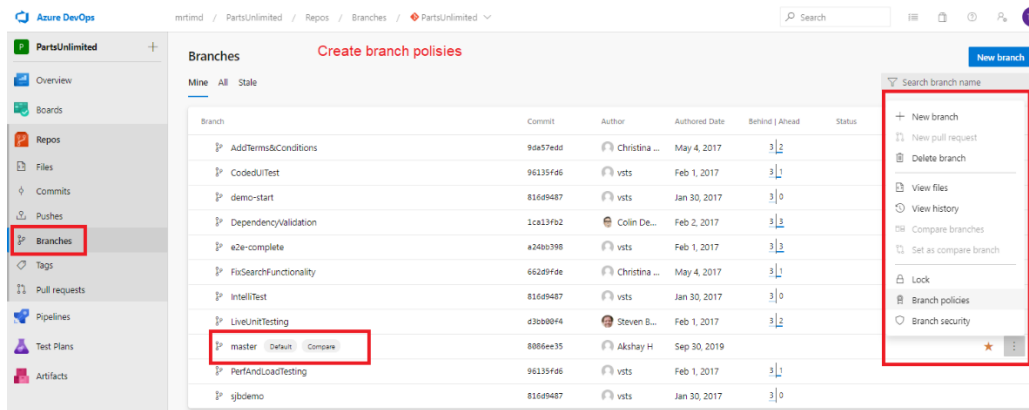 Azure DevOps
mrtimd / PartsUnlimited / Repos / Branches / PartsUnlimited
Search
P PartsUnlimited +
Overview
Boards
Repos
Files
Commits
Pushes
Branches
Tags
Pull requests
Pipelines
Test Plans
Artifacts
Branches
Create branch polisies
New branch
Mine All Stale
Search branch name
Branch Commit Author Authored Date Behind | Ahead Status
AddTerms&Conditions 9da57edd Christina ... May 4, 2017 3 2
CodedUITest 96135fd6 vsts Feb 1, 2017 3 1
demo-start 816d9487 vsts Jan 30, 2017 3 0
DependencyValidation 1ca13fb2 Colin De... Feb 2, 2017 3 3
e2e-complete a24bb398 vsts Feb 1, 2017 3 3
FixSearchFunctionality 662d9fde Christina ... May 4, 2017 3 1
IntelliTest 816d9487 vsts Jan 30, 2017 3 0
LiveUnitTesting d3bb00f4 Steven B... Feb 1, 2017 3 2
master Default Compare 8086ee35 Akshay H Sep 30, 2019
PerfAndLoadTesting 96135fd6 vsts Feb 1, 2017 3 1
sjbdemo 816d9487 vsts Jan 30, 2017 3 0
New branch
New pull request
Delete branch
View files
View history
Compare branches
Set as compare branch
Lock
Branch policies
Branch security